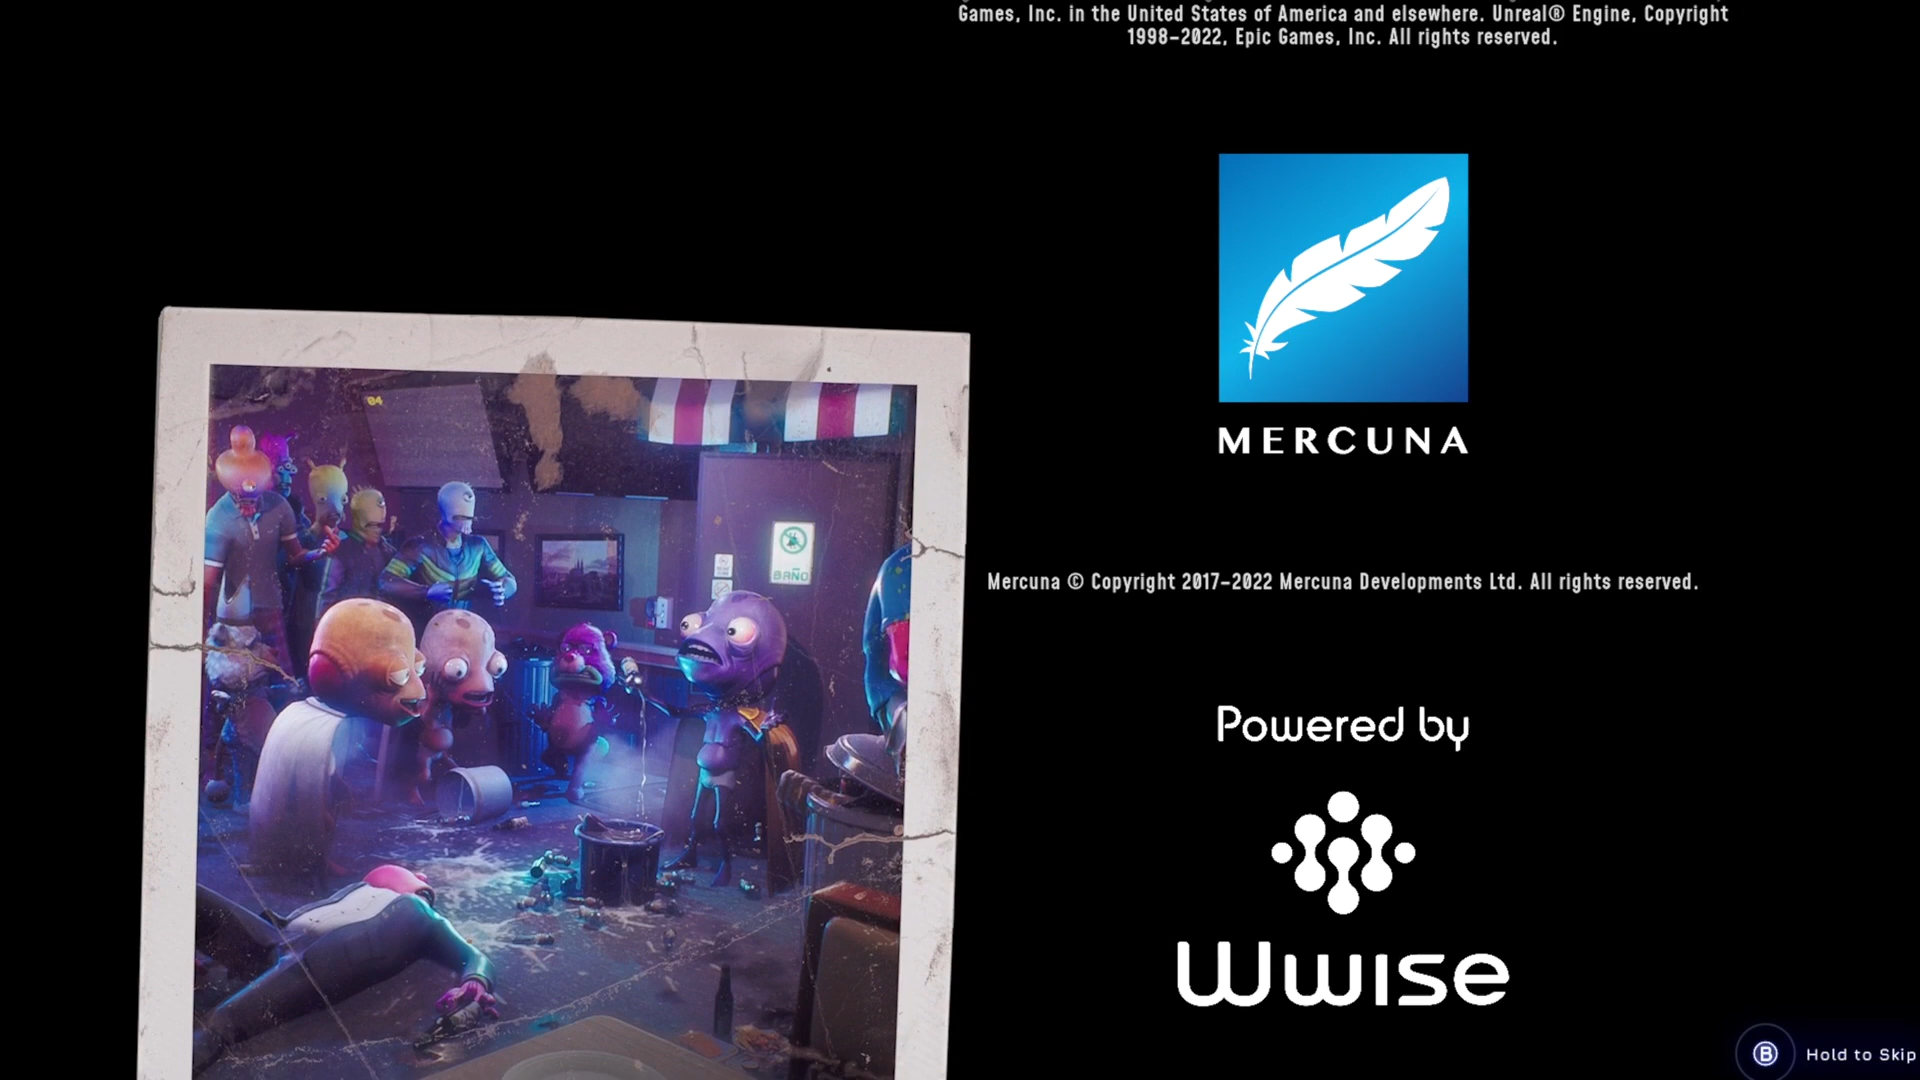 Games, Inc. in the United States of America and elsewhere. Unreal® Engine, Copyright
1998–2022, Epic Games, Inc. All rights reserved.
MERCUNA
04
BAÑO
Mercuna © Copyright 2017–2022 Mercuna Developments Ltd. All rights reserved.
Powered by
Wwise
B Hold to Skip